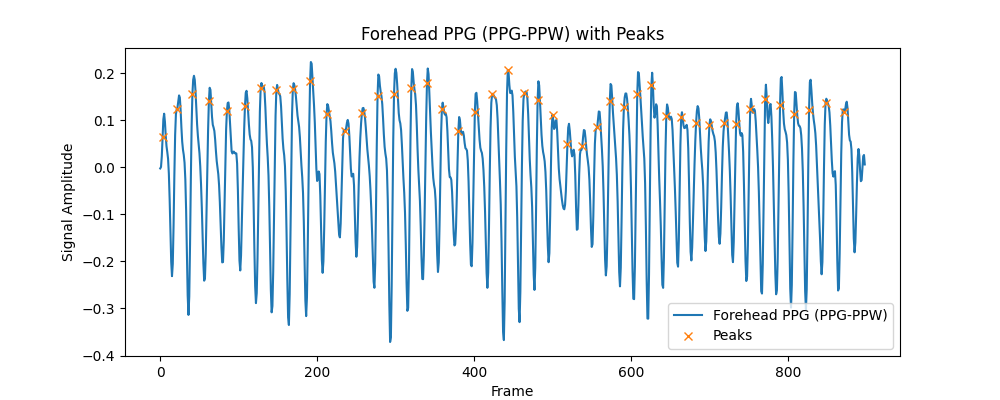 Forehead PPG (PPG-PPW) with Peaks
Signal Amplitude
0.2
0.1
0.0
−0.1
−0.2
−0.3
−0.4
0
200
400
600
800
Frame
Forehead PPG (PPG-PPW)
Peaks